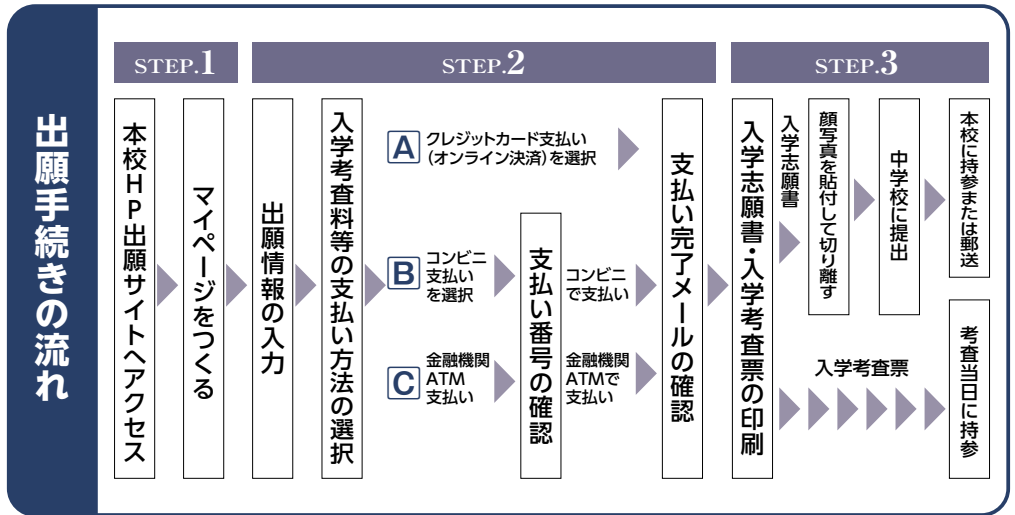 出願手続きの流れ
STEP.1
本校HP出願サイトへアクセス
マイページをつくる
STEP.2
出願情報の入力
入学考査料等の支払い方法の選択
A
クレジットカード支払い
(オンライン決済)を選択
B
コンビニ
支払い
を選択
C
金融機関
ATM
支払い
支払い番号の確認
コンビニ
で支払い
金融機関
ATMで
支払い
支払い完了メールの確認
STEP.3
入学志願書・入学考査票の印刷
入学志願書
顔写真を貼付して切り離す
中学校に提出
本校に持参または郵送
入学考査票
考査当日に持参